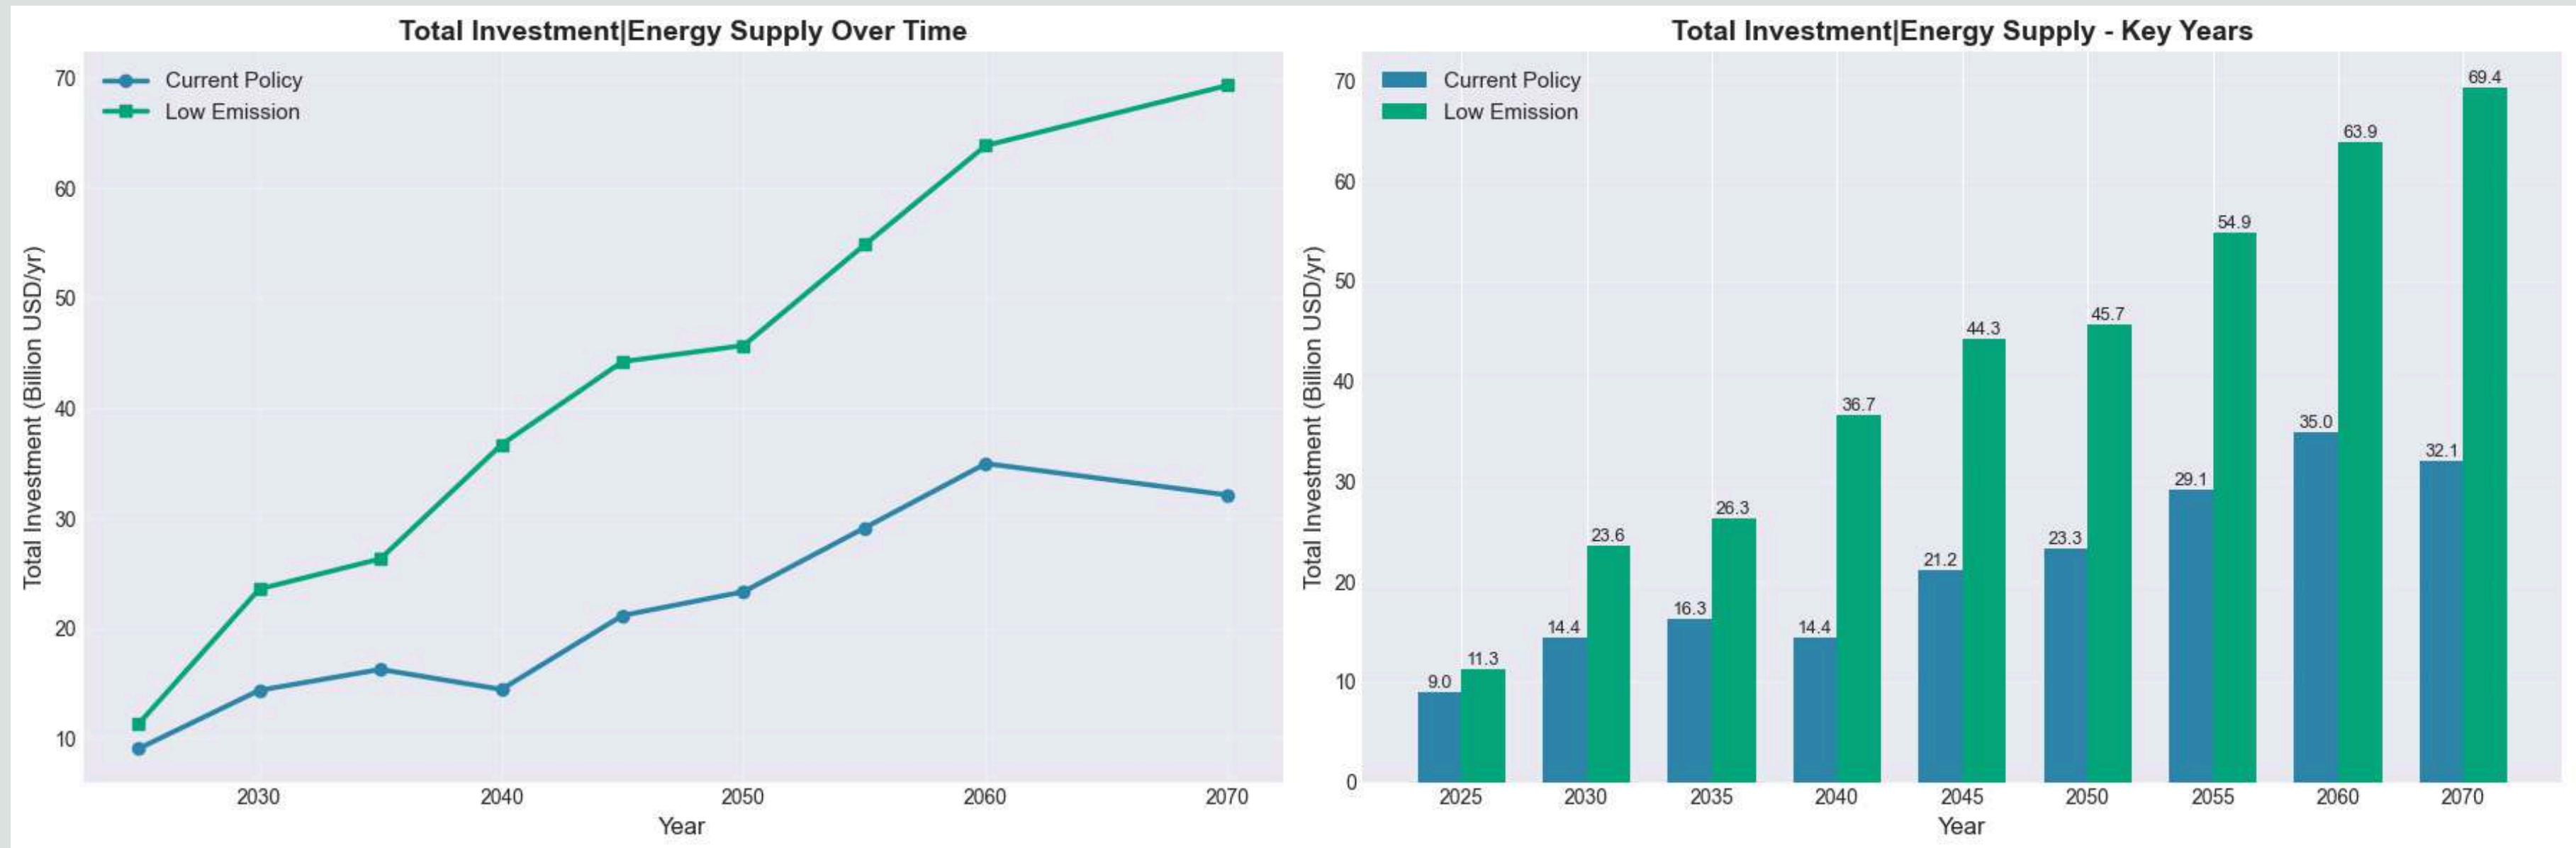 Total Investment|Energy Supply Over Time
Current Policy
Low Emission
Total Investment (Billion USD/yr)
70
60
50
40
30
20
10
2030 2040 2050 2060 2070
Year
Total Investment|Energy Supply - Key Years
Current Policy
Low Emission
Total Investment (Billion USD/yr)
70
60
50
40
30
20
10
0
9.0 11.3
14.4 23.6
16.3 26.3
14.4 36.7
21.2 44.3
23.3 45.7
29.1 54.9
35.0 63.9
32.1 69.4
2025 2030 2035 2040 2045 2050 2055 2060 2070
Year